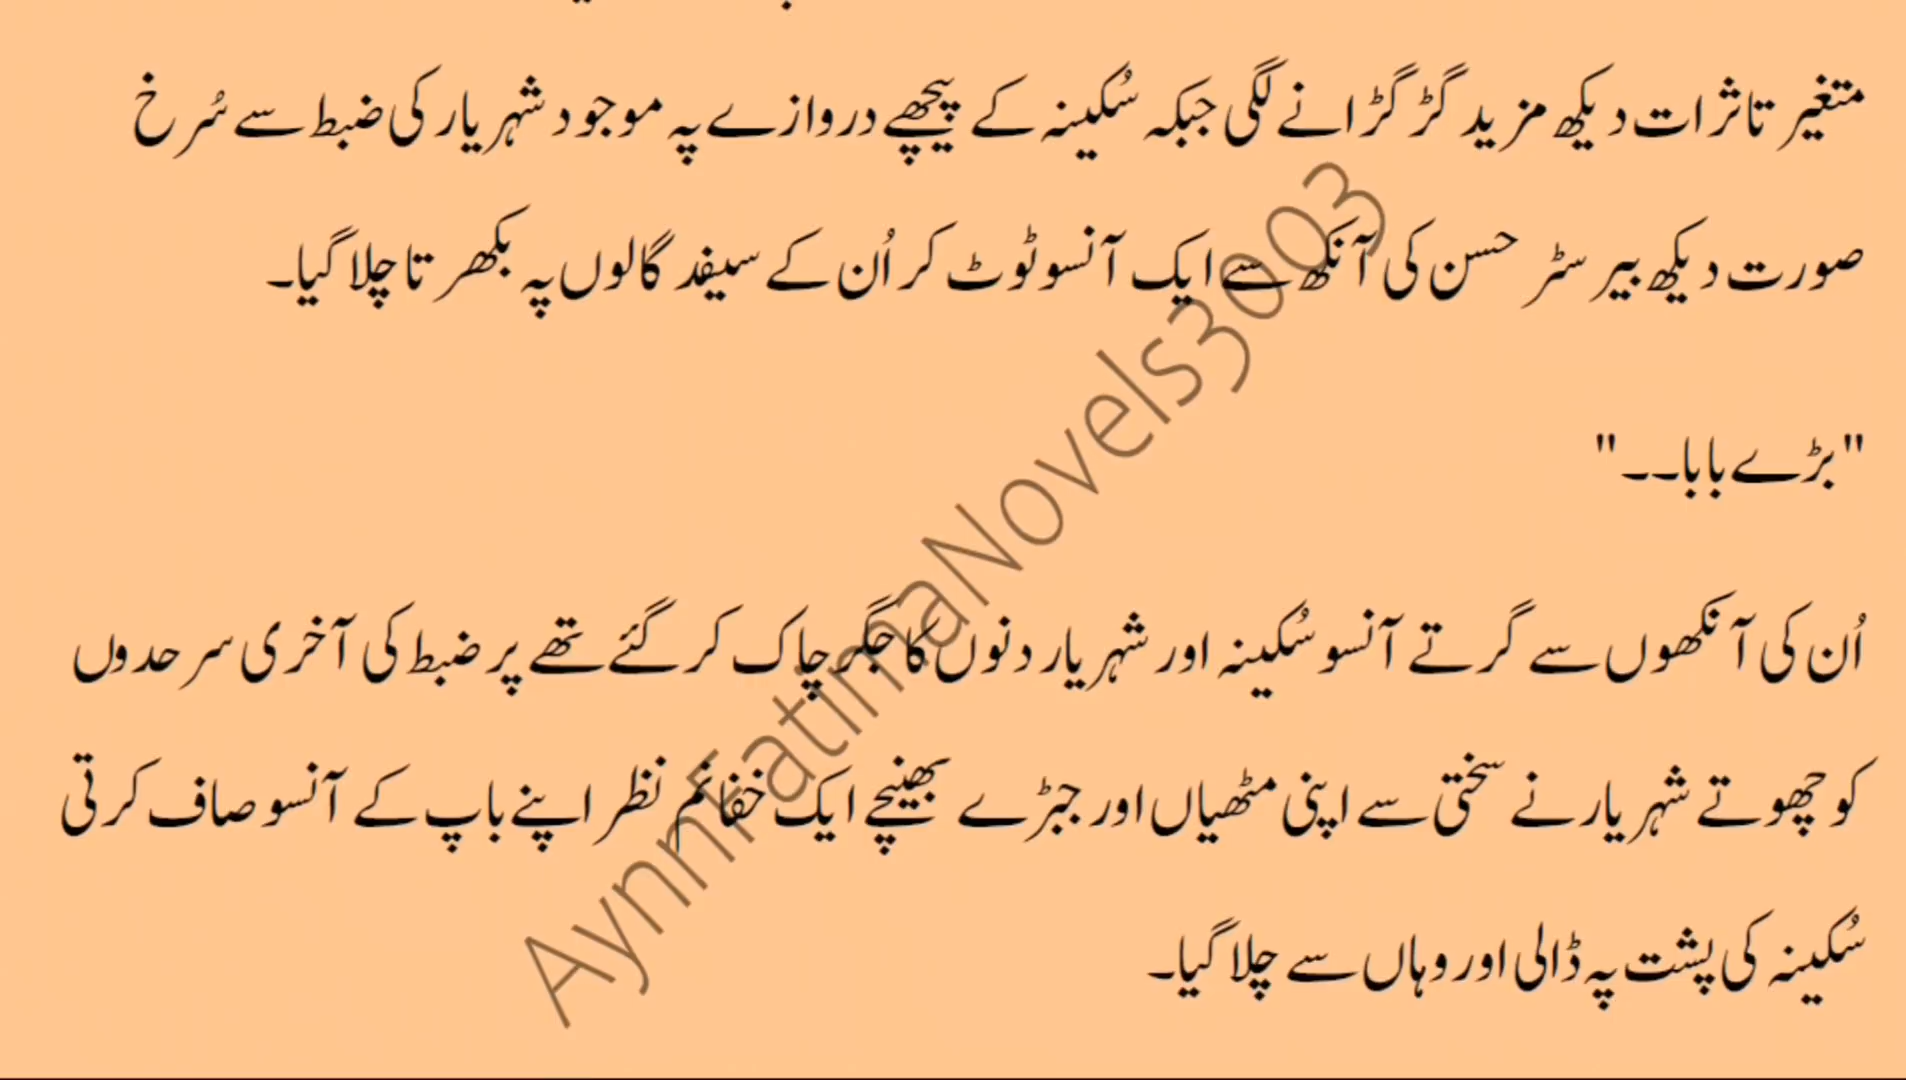 متغیر تاثرات دیکھ مزید گڑگڑانے لگی جبکہ سُکینہ کے پیچھے دروازے پہ موجود شہریار کی ضبط سے سُرخ
صورت دیکھ بیرسٹر حسن کی آنکھ سے ایک آنسو ٹوٹ کر اُن کے سیفد گالوں پہ بکھرتا چلا گیا۔
"بڑے بابا۔۔"
اُن کی آنکھوں سے گرتے آنسو سُکینہ اور شہریار دنوں کا جگر چاک کر گئے تھے پر ضبط کی آخری سرحدوں
کو چھوتے شہریار نے سختی سے اپنی مٹھیاں اور جبڑے بھینچے ایک نظر اپنے باپ کے آنسو صاف کرتی
سُکینہ کی پشت پہ ڈالی اور وہاں سے چلا گیا۔
AynnFatimaNovels3003